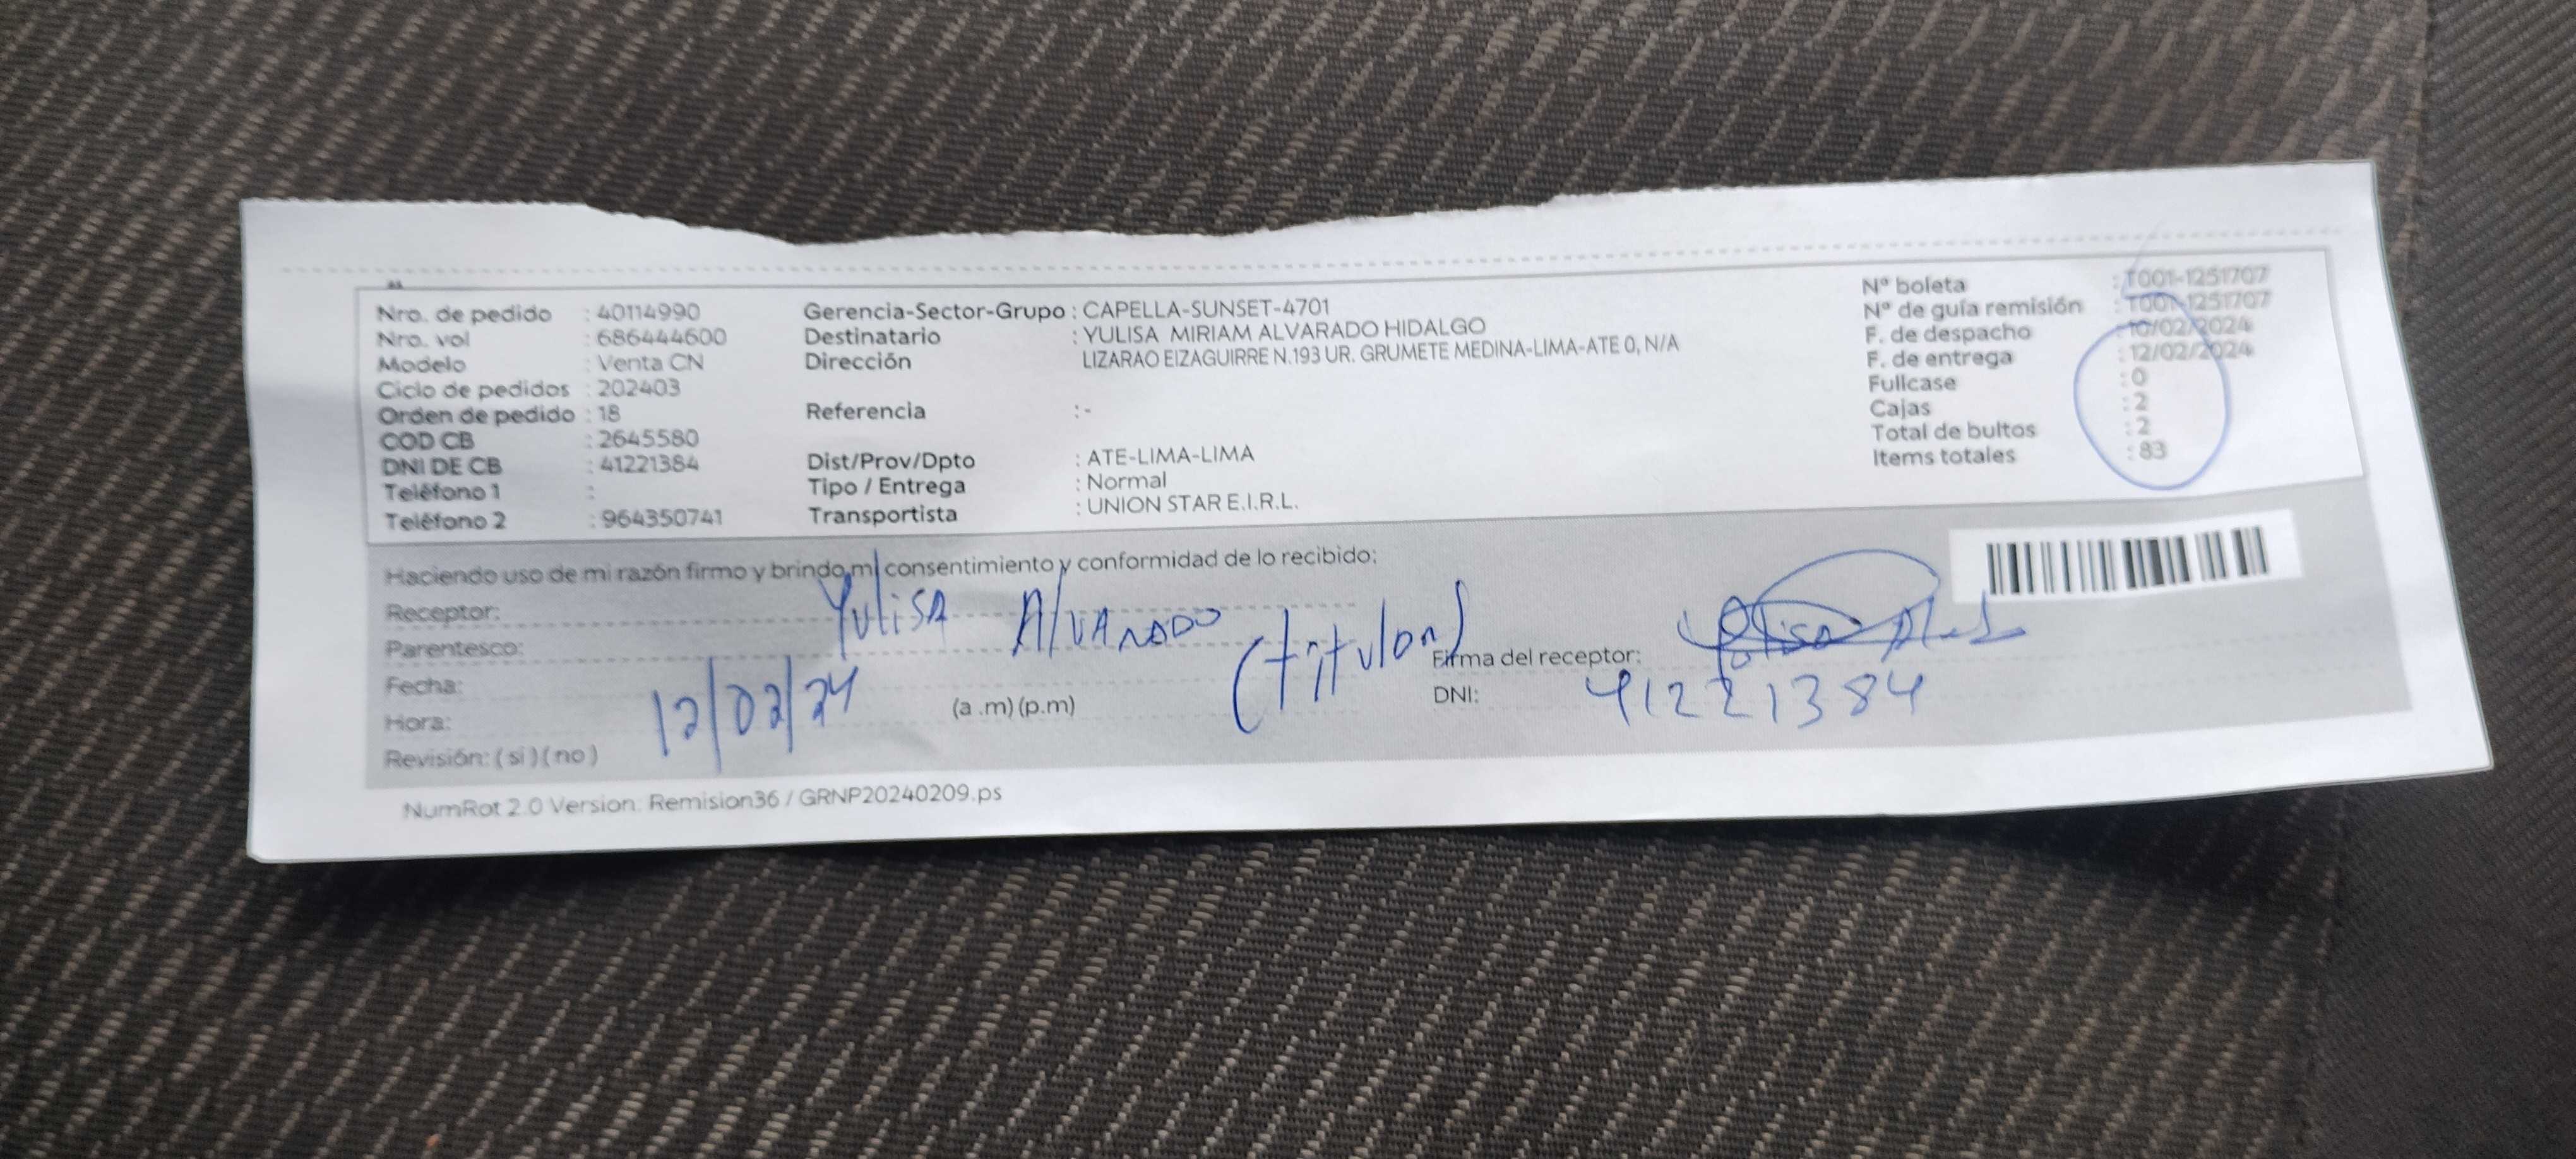 Nro. de pedido : 40114990
Nro. vol : 686444600
Modelo : Venta CN
Ciclo de pedidos : 202403
Orden de pedido : 18
COD CB : 2645580
DNI DE CB : 41221384
Teléfono 1 :
Teléfono 2 : 964350741
Gerencia-Sector-Grupo : CAPELLA-SUNSET-4701
Destinatario : YULISA MIRIAM ALVARADO HIDALGO
Dirección LIZARAO EIZAGUIRRE N.193 UR. GRUMETE MEDINA-LIMA-ATE 0, N/A
Referencia : -
Dist/Prov/Dpto : ATE-LIMA-LIMA
Tipo / Entrega : Normal
Transportista : UNION STAR E.I.R.L.
Nº boleta : T001-1251707
Nº de guía remisión : T001-1251707
F. de despacho : 10/02/2024
F. de entrega : 12/02/2024
Fullcase : 0
Cajas : 2
Total de bultos : 2
Items totales : 83
Haciendo uso de mi razón firmo y brindo mi consentimiento y conformidad de lo recibido:
Receptor: Yulisa Alvarado
Parentesco: (titular)
Fecha: 12/02/24
Hora: (a .m) (p.m)
Revisión: ( si ) ( no )
Firma del receptor:
DNI: 41221384
NumRot 2.0 Version: Remision36 / GRNP20240209.ps